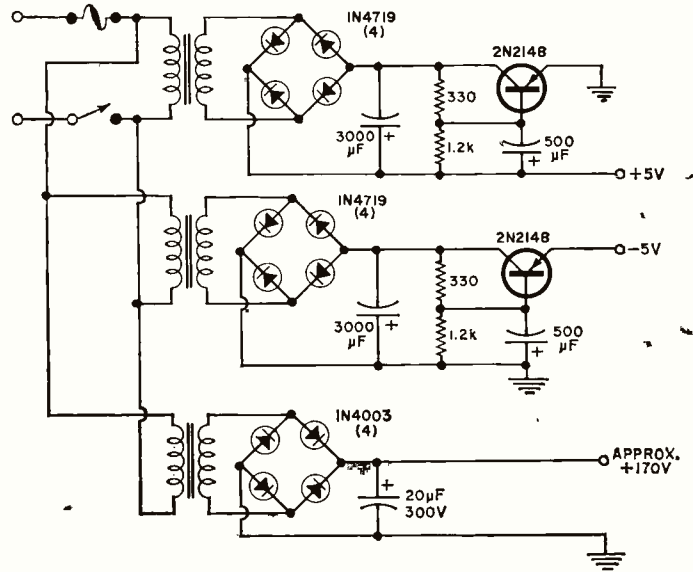 1N4719
(4)
2N2148
330
3000
µF
+
1.2k
500
µF
+
+5V
1N4719
(4)
2N2148
-5V
330
3000
µF
+
1.2k
500
µF
+
1N4003
(4)
APPROX.
+170V
+
20µF
300V